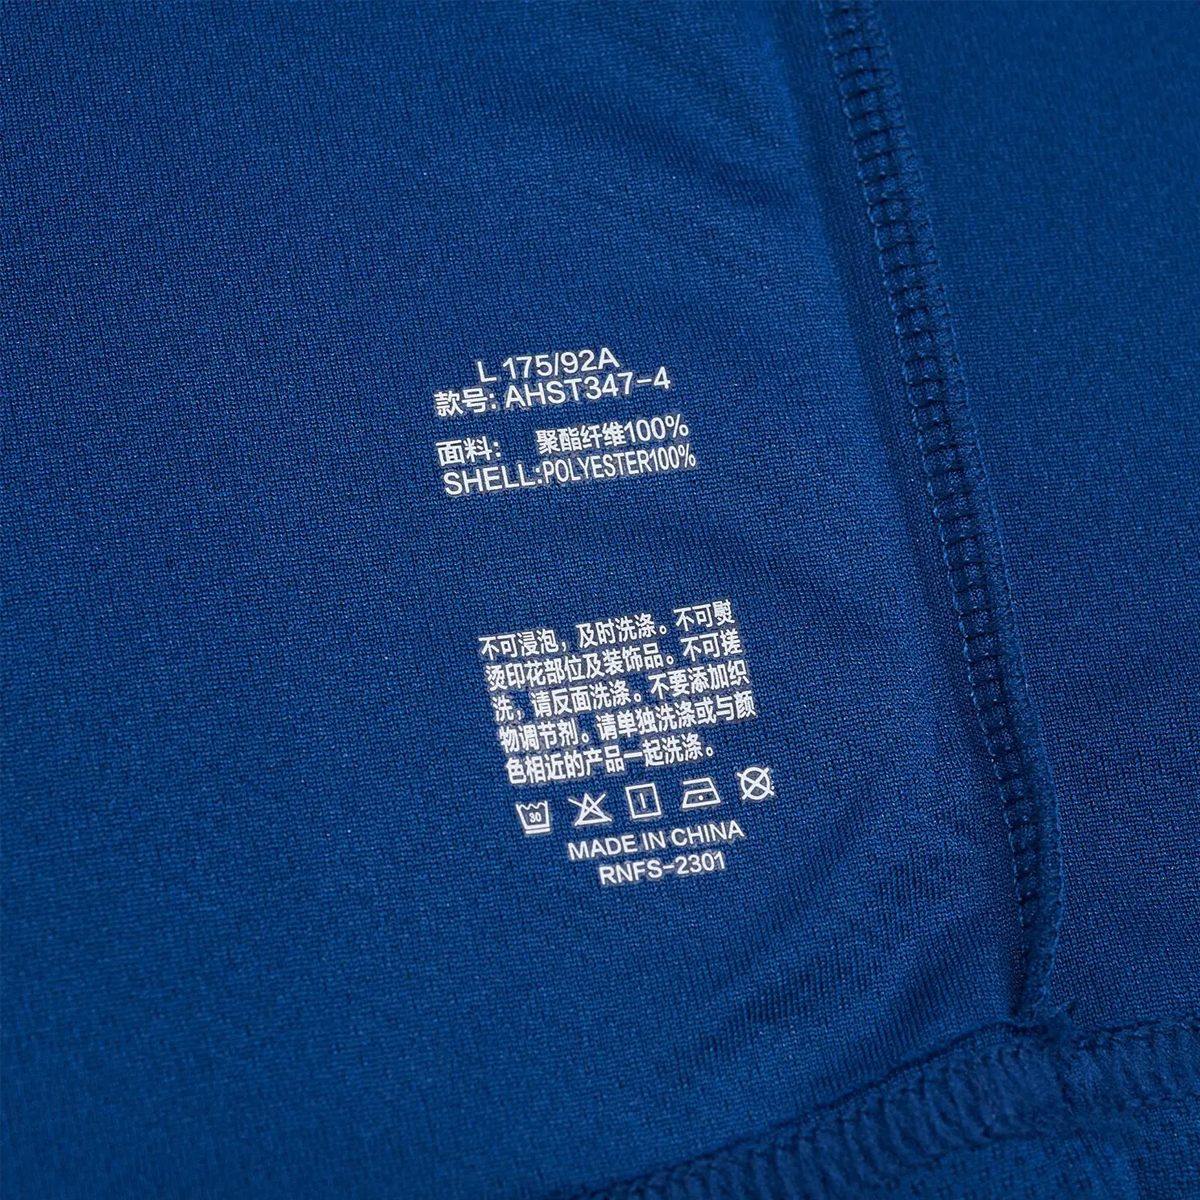 L 175/92A
款号: AHST347-4
面料: 聚酯纤维100%
SHELL:POLYESTER100%
不可浸泡，及时洗涤。不可熨
烫印花部位及装饰品。不可搓
洗，请反面洗涤。不要添加织
物调节剂。请单独洗涤或与颜
色相近的产品一起洗涤。
30
MADE IN CHINA
RNFS-2301